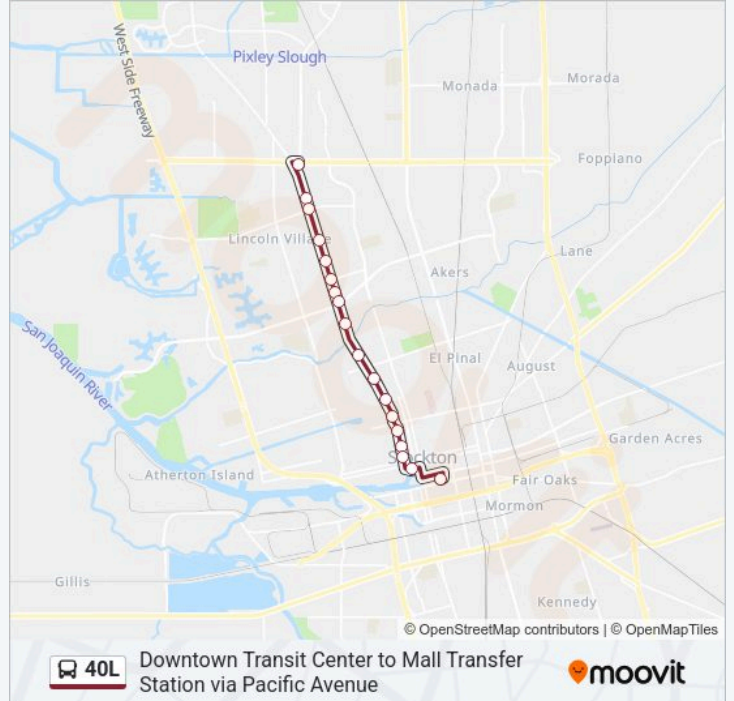 West Side Freeway
Pixley Slough
Monada
Morada
Foppiano
Lincoln Village
Lane
Akers
San Joaquin River
El Pinal
August
Garden Acres
Stockton
Atherton Island
Fair Oaks
Mormon
Gillis
Kennedy
© OpenStreetMap contributors | © OpenMapTiles
40L
Downtown Transit Center to Mall Transfer
Station via Pacific Avenue
moovit